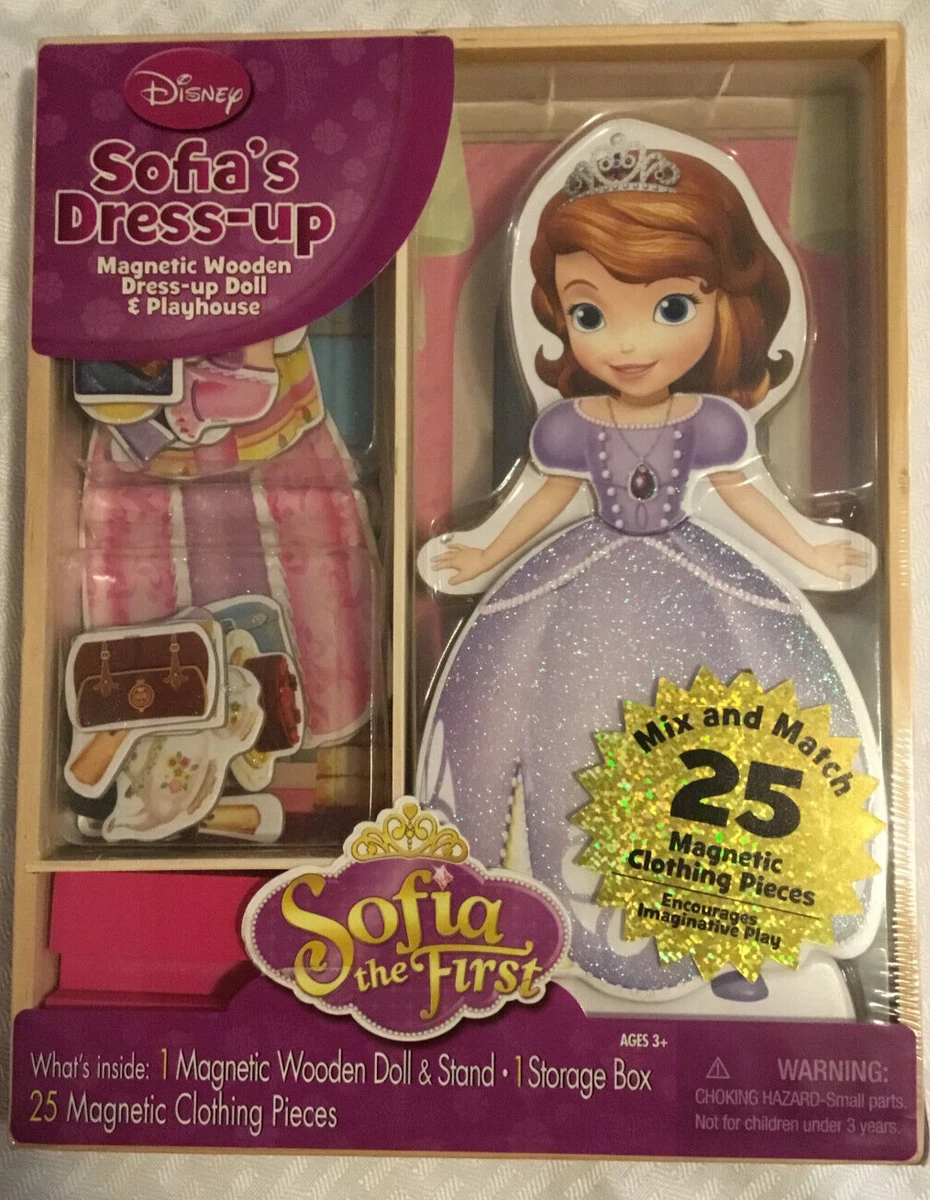 Disney
Sofia's
Dress-up
Magnetic Wooden
Dress-up Doll
& Playhouse
Mix and Match
25
Magnetic
Clothing Pieces
Encourages
Imaginative Play
Sofia
the First
AGES 3+
What's inside: 1 Magnetic Wooden Doll & Stand • 1 Storage Box
25 Magnetic Clothing Pieces
WARNING:
CHOKING HAZARD-Small parts.
Not for children under 3 years.